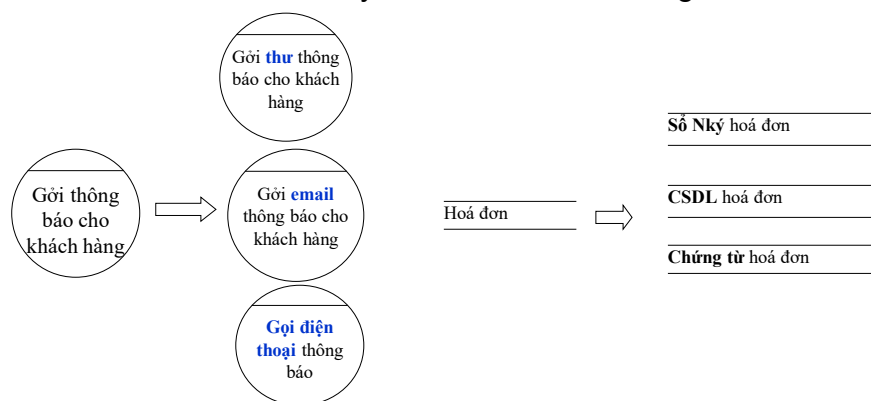 Gởi thư thông
báo cho khách
hàng
Gởi thông
báo cho
khách hàng
Gởi email
thông báo cho
khách hàng
Gọi điện
thoại thông
báo
Hoá đơn
Sổ Nký hoá đơn
CSDL hoá đơn
Chứng từ hoá đơn